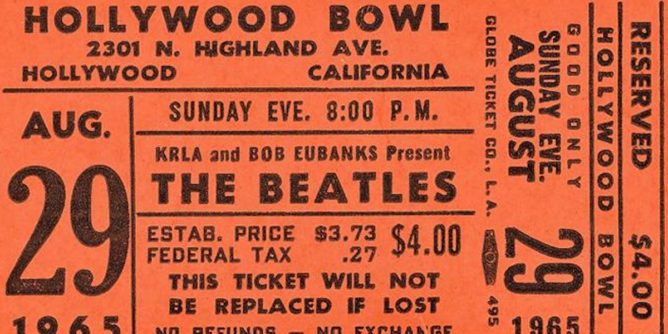 HOLLYWOOD BOWL
2301 N. HIGHLAND AVE.
HOLLYWOOD CALIFORNIA
AUG.
29
1965
SUNDAY EVE. 8:00 P.M.
KRLA and BOB EUBANKS Present
THE BEATLES
ESTAB. PRICE $3.73
FEDERAL TAX .27
$4.00
THIS TICKET WILL NOT
BE REPLACED IF LOST
NO REFUNDS — NO EXCHANGE
GLOBE TICKET CO., L. A. 495
SUNDAY EVE.
AUGUST
29
1965
GOOD ONLY
HOLLYWOOD BOWL
RESERVED $4.00